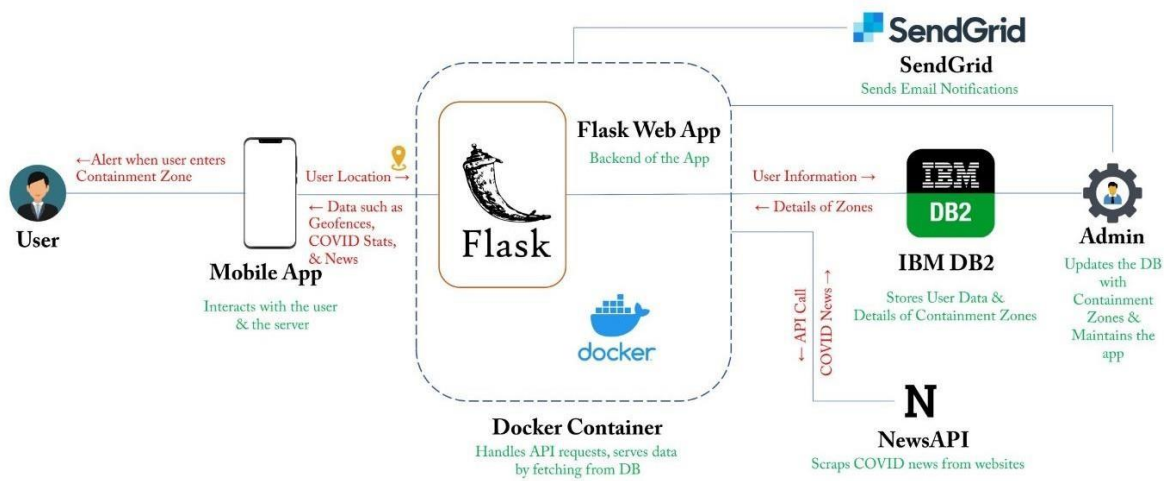 SendGrid
SendGrid
Sends Email Notifications
Flask Web App
Backend of the App
←Alert when user enters
Containment Zone
User Location →
← Data such as
Geofences,
COVID Stats,
& News
User
Mobile App
Interacts with the user
& the server
Flask
docker
Docker Container
Handles API requests, serves data
by fetching from DB
User Information →
← Details of Zones
IBM
DB2
IBM DB2
Stores User Data &
Details of Containment Zones
Admin
Updates the DB
with
Containment
Zones &
Maintains the
app
← API Call
COVID News →
N
NewsAPI
Scraps COVID news from websites